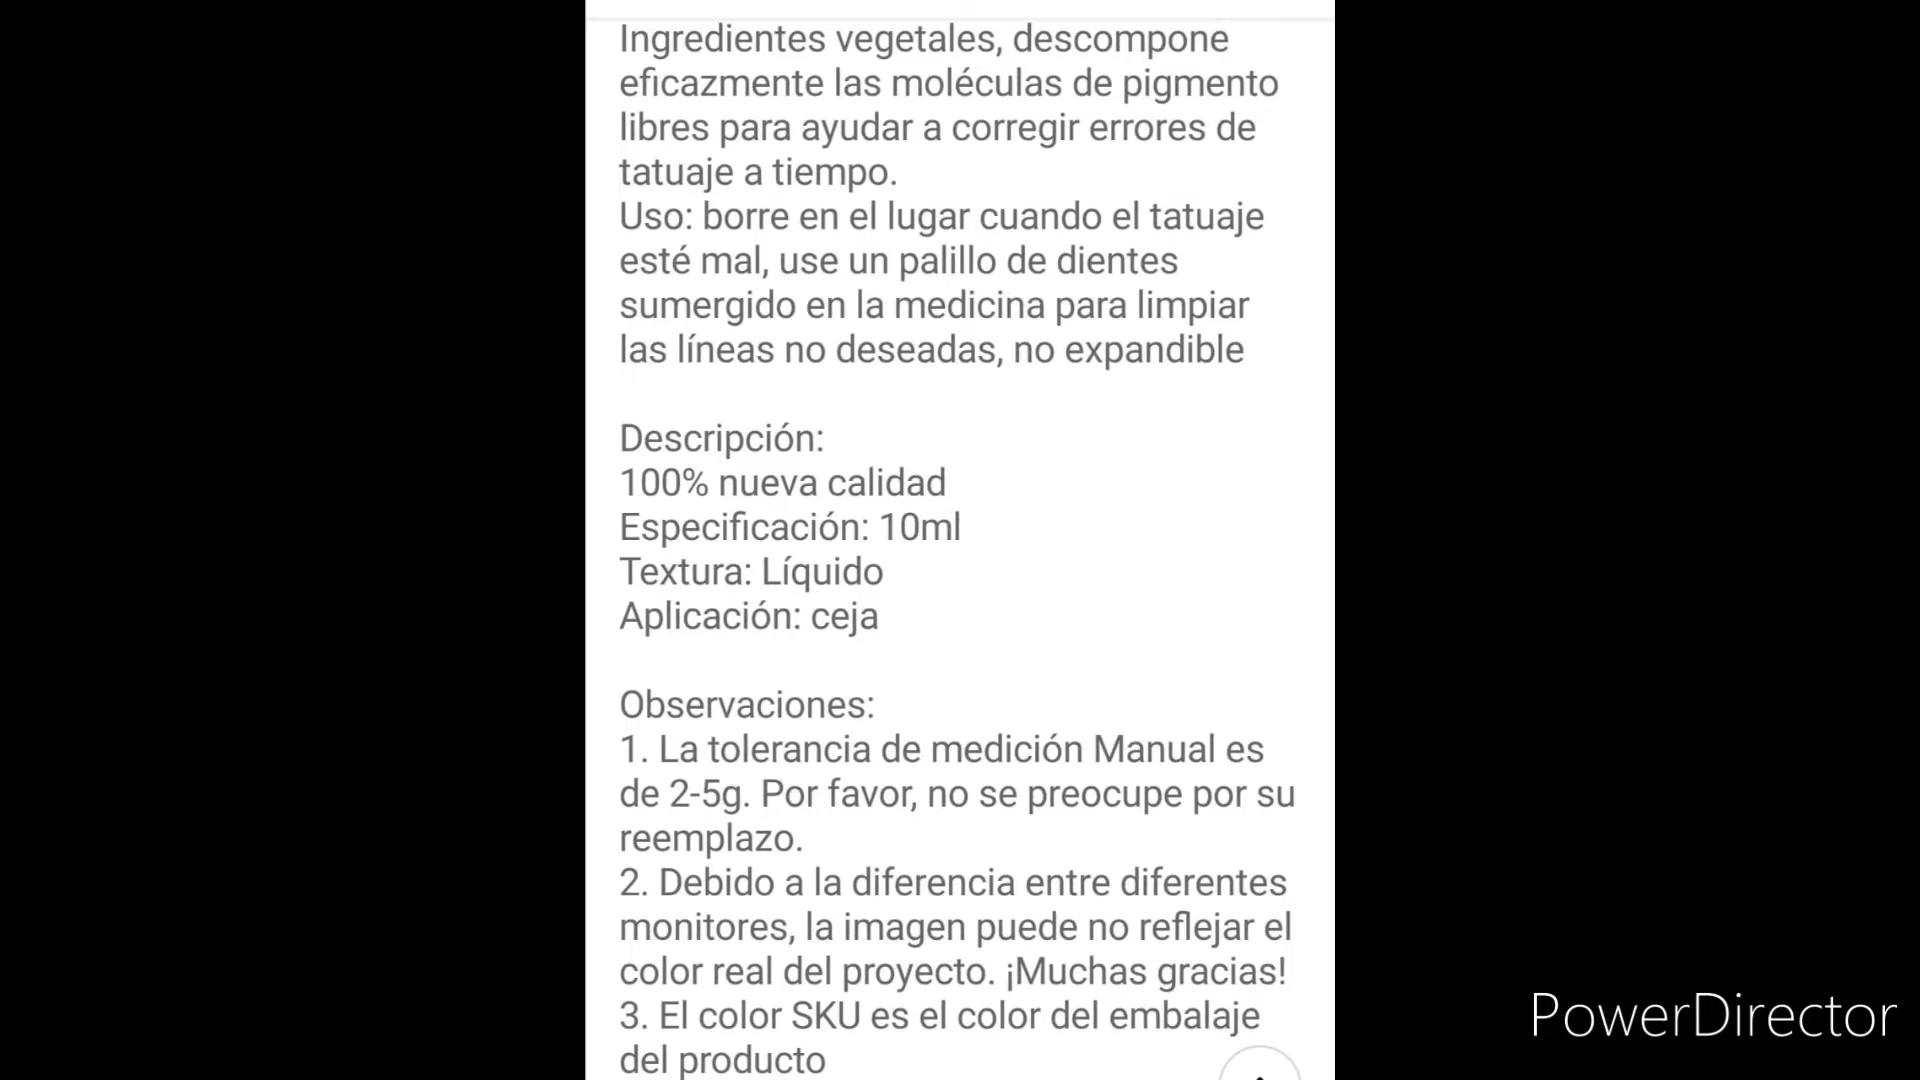 Ingredientes vegetales, descompone
eficazmente las moléculas de pigmento
libres para ayudar a corregir errores de
tatuaje a tiempo.
Uso: borre en el lugar cuando el tatuaje
esté mal, use un palillo de dientes
sumergido en la medicina para limpiar
las líneas no deseadas, no expandible
Descripción:
100% nueva calidad
Especificación: 10ml
Textura: Líquido
Aplicación: ceja
Observaciones:
1. La tolerancia de medición Manual es
de 2-5g. Por favor, no se preocupe por su
reemplazo.
2. Debido a la diferencia entre diferentes
monitores, la imagen puede no reflejar el
color real del proyecto. ¡Muchas gracias!
3. El color SKU es el color del embalaje
del producto
PowerDirector